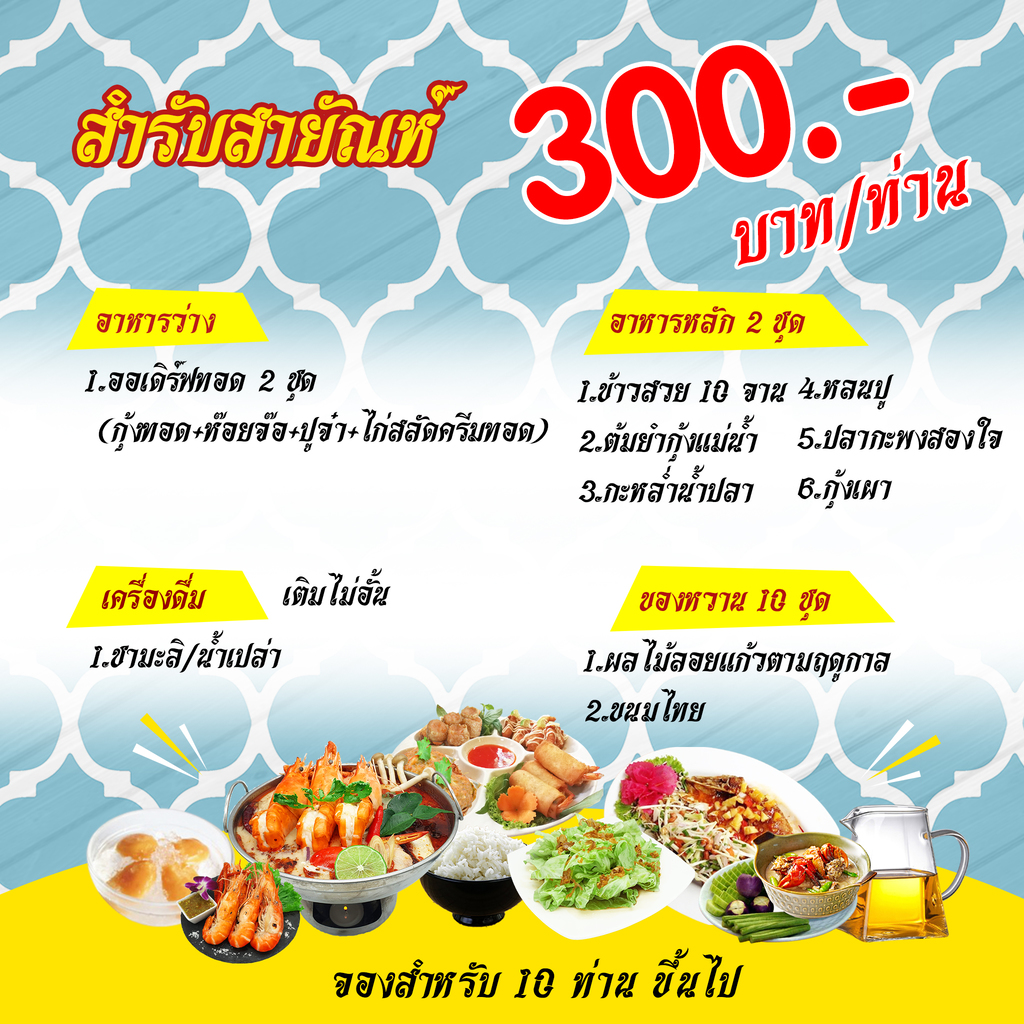 สำรับสายัณห์
300.-
บาท/ท่าน
อาหารว่าง
1.ออเดิร์ฟทอด 2 ชุด
(กุ้งทอด+ห๊อยจ๊อ+ปูจ๋า+ไก่สลัดครีมทอด)
อาหารหลัก 2 ชุด
1.ข้าวสวย 10 จาน
2.ต้มยำกุ้งแม่น้ำ
3.กะหล่ำน้ำปลา
4.หลนปู
5.ปลากะพงสองใจ
6.กุ้งเผา
เครื่องดื่ม เติมไม่อั้น
1.ชามะลิ/น้ำเปล่า
ของหวาน 10 ชุด
1.ผลไม้ลอยแก้วตามฤดูกาล
2.ขนมไทย
จองสำหรับ 10 ท่าน ขึ้นไป